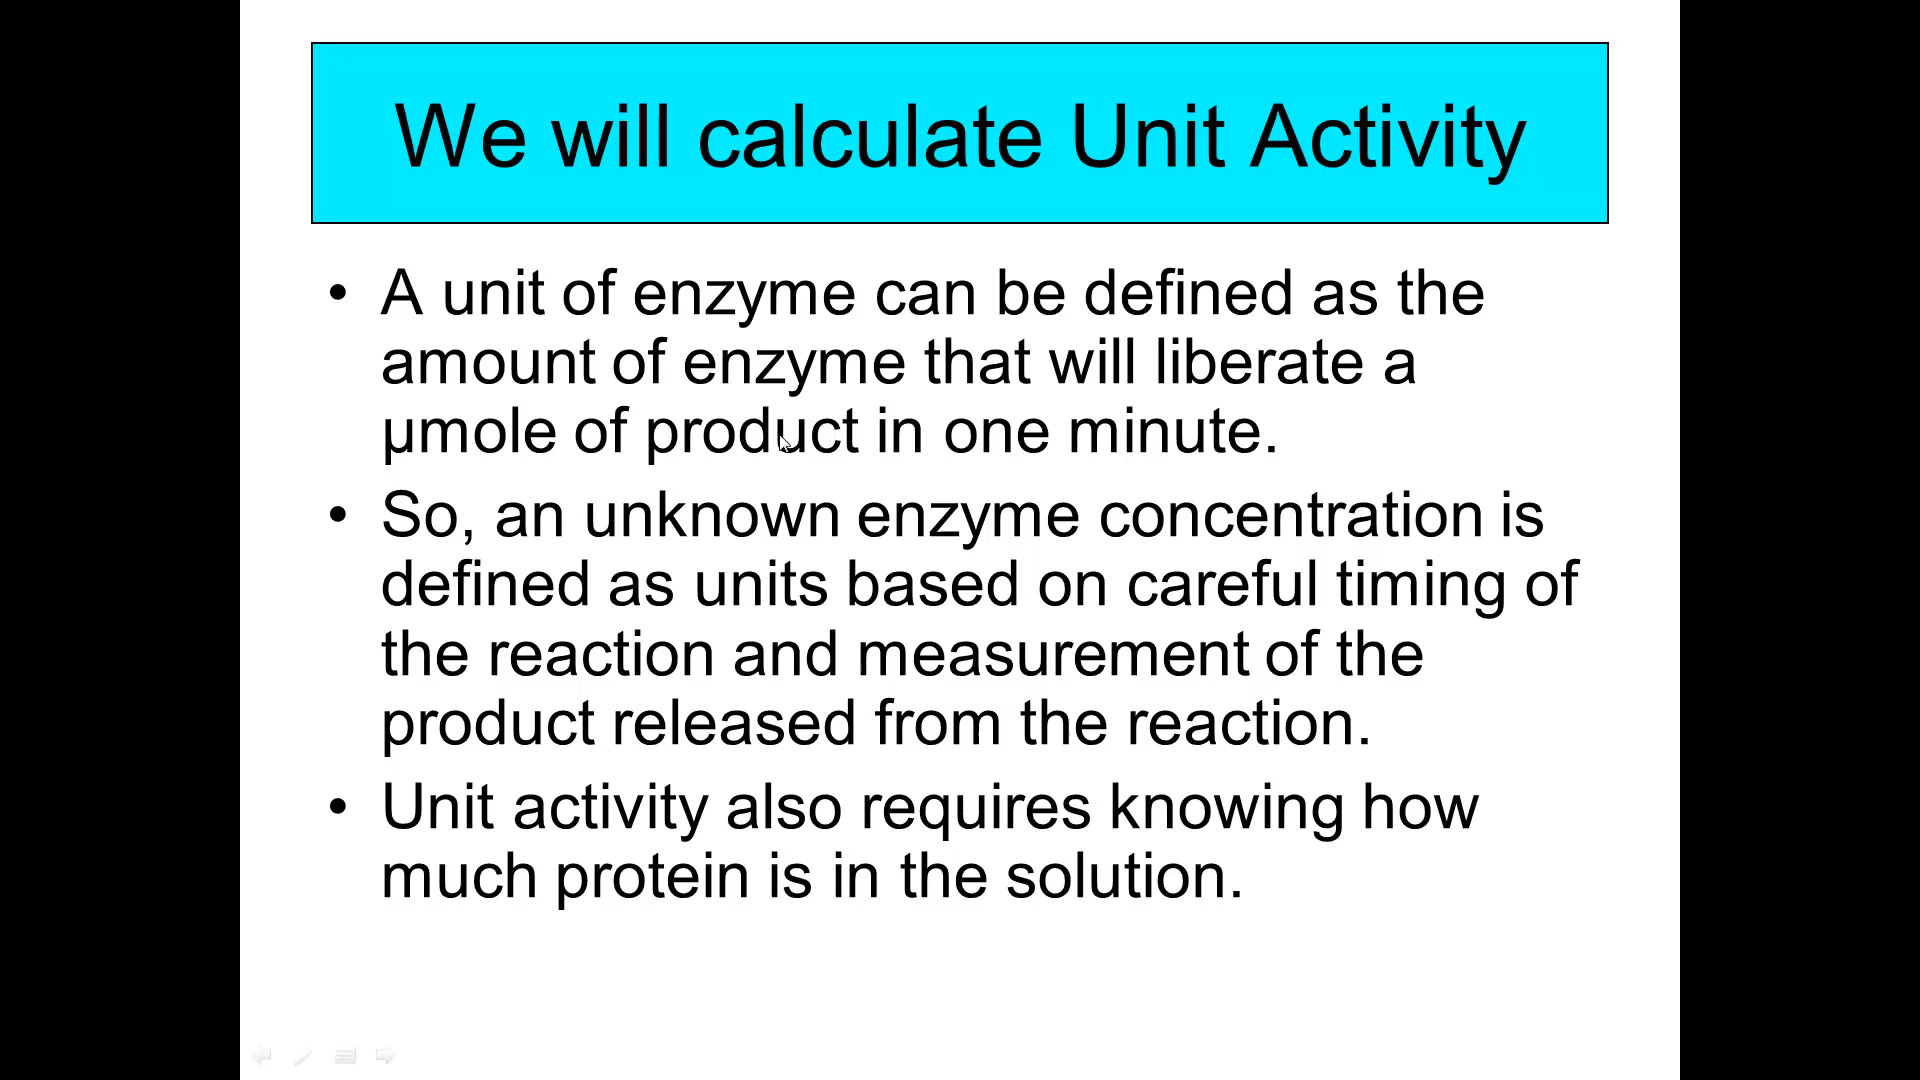 We will calculate Unit Activity
• A unit of enzyme can be defined as the
amount of enzyme that will liberate a
µmole of product in one minute.
• So, an unknown enzyme concentration is
defined as units based on careful timing of
the reaction and measurement of the
product released from the reaction.
• Unit activity also requires knowing how
much protein is in the solution.